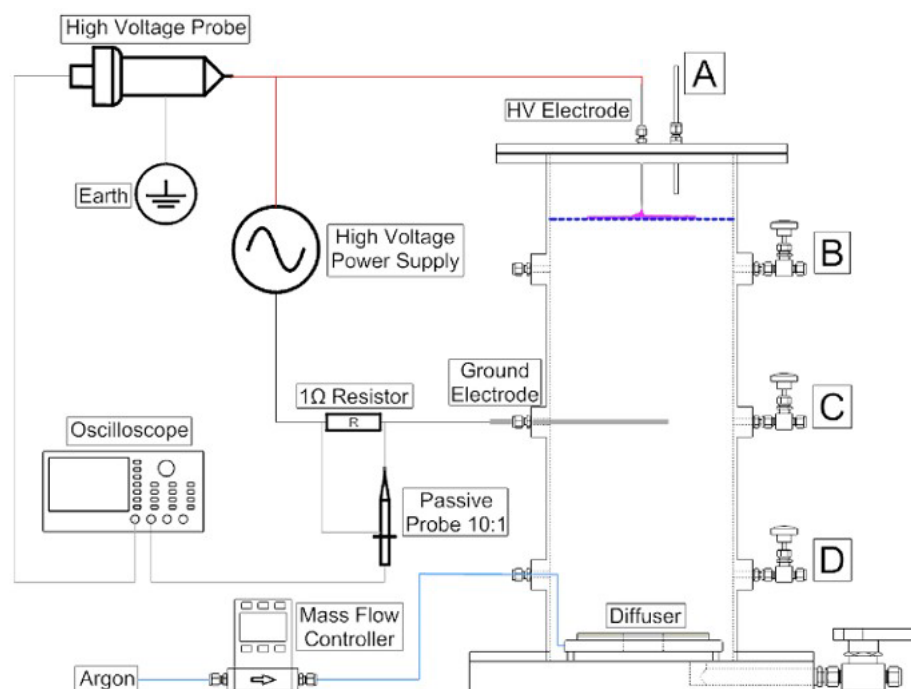 High Voltage Probe
A
HV Electrode
Earth
High Voltage
Power Supply
B
Ground
Electrode
1Ω Resistor
R
C
Oscilloscope
Passive
Probe 10:1
D
Mass Flow
Controller
Diffuser
Argon